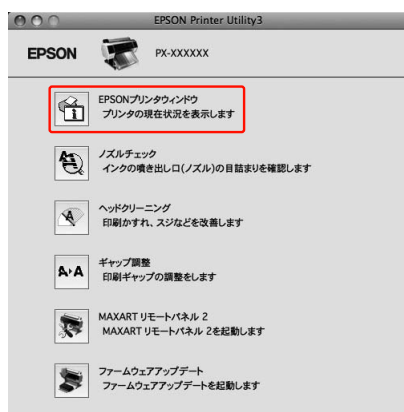 EPSON Printer Utility3
EPSON PX-XXXXXX
EPSONプリンタウィンドウ
プリンタの現在状況を表示します
ノズルチェック
インクの噴き出し口(ノズル)の目詰まりを確認します
ヘッドクリーニング
印刷かすれ、スジなどを改善します
ギャップ調整
印刷ギャップの調整をします
MAXART リモートパネル 2
MAXART リモートパネル 2を起動します
ファームウェアアップデート
ファームウェアアップデートを起動します